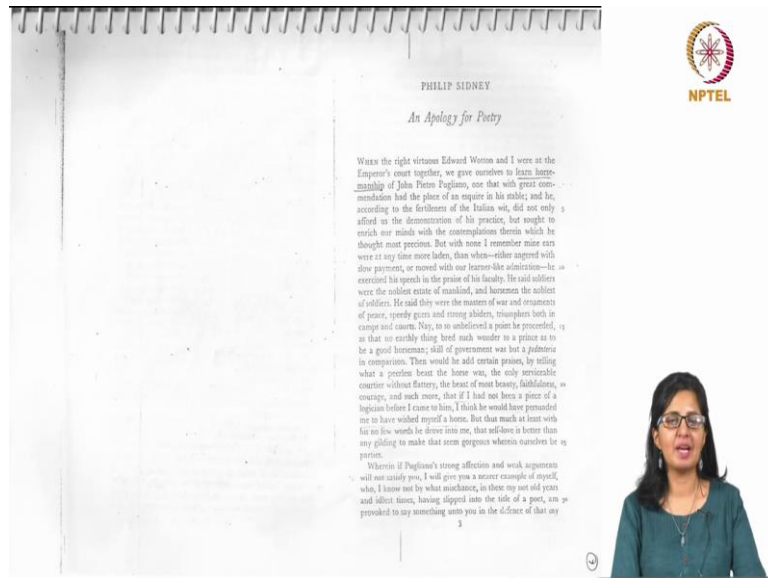 PHILIP SIDNEY
An Apology for Poetry
WHEN the right virtuous Edward Wotton and I were at the
Emperor's court together, we gave ourselves to learn horse-
manship of John Pietro Pugliano, one that with great com-
mendation had the place of an esquire in his stable; and he,
according to the fertileness of the Italian wit, did not only 5
afford us the demonstration of his practice, but sought to
enrich our minds with the contemplations therein which he
thought most precious. But with none I remember mine ears
were at any time more laden, than when—either angered with
slow payment, or moved with our learner-like admiration—he 10
exercised his speech in the praise of his faculty. He said soldiers
were the noblest estate of mankind, and horsemen the noblest
of soldiers. He said they were the masters of war and ornaments
of peace, speedy goers and strong abiders, triumphers both in
camps and courts. Nay, to so unbelieved a point he proceeded, 15
as that no earthly thing bred such wonder to a prince as to
be a good horseman; skill of government was but a pedanteria
in comparison. Then would he add certain praises, by telling
what a peerless beast the horse was, the only serviceable
courtier without flattery, the beast of most beauty, faithfulness, 20
courage, and such more, that if I had not been a piece of a
logician before I came to him, I think he would have persuaded
me to have wished myself a horse. But thus much at least with
his no few words he drove into me, that self-love is better than
any gilding to make that seem gorgeous wherein ourselves be 25
parties.
Wherein if Pugliano's strong affection and weak arguments
will not satisfy you, I will give you a nearer example of myself,
who, I know not by what mischance, in these my not old years
and idlest times, having slipped into the title of a poet, am 30
provoked to say something unto you in the defence of that my
3
NPTEL